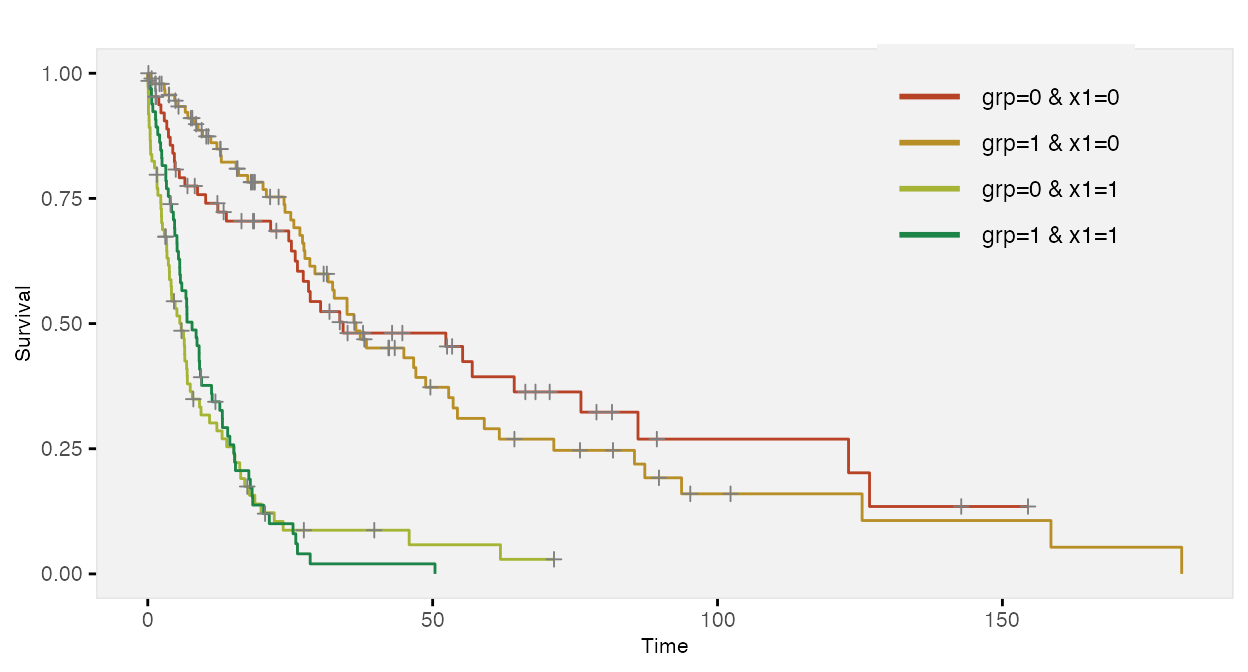 grp=0 & x1=0
grp=1 & x1=0
grp=0 & x1=1
grp=1 & x1=1
Survival
1.00
0.75
0.50
0.25
0.00
0 50 100 150
Time